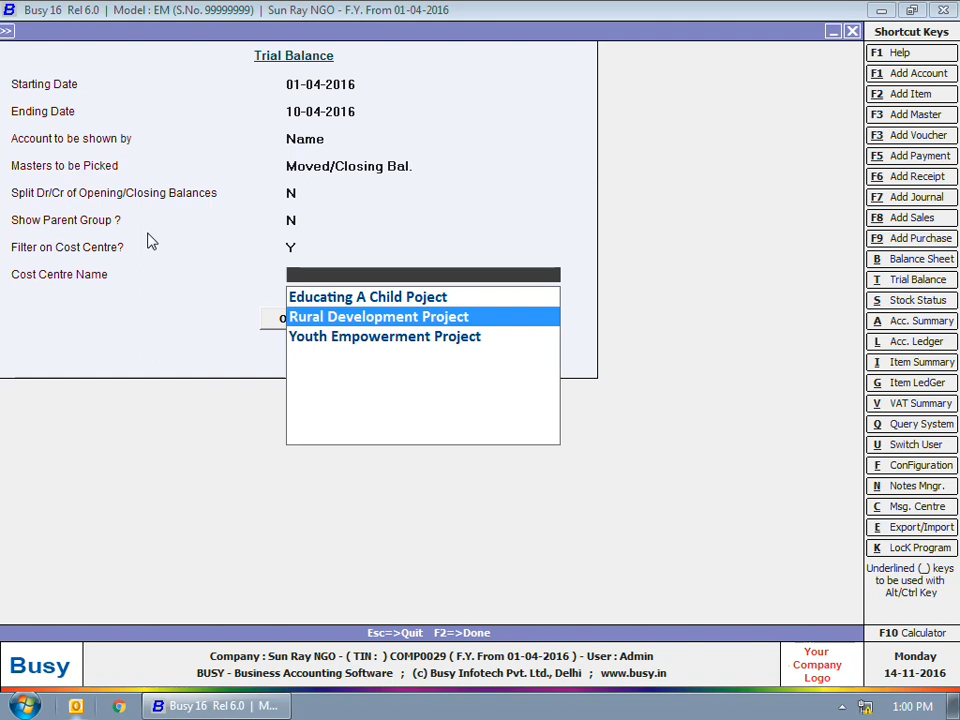 Busy 16 Rel 6.0 | Model : EM (S.No. 99999999) | Sun Ray NGO - F.Y. From 01-04-2016
>>
Trial Balance
Starting Date 01-04-2016
Ending Date 10-04-2016
Account to be shown by Name
Masters to be Picked Moved/Closing Bal.
Split Dr/Cr of Opening/Closing Balances N
Show Parent Group ? N
Filter on Cost Centre? Y
Cost Centre Name
Educating A Child Poject
Rural Development Project
Youth Empowerment Project
Shortcut Keys
F1 Help
F1 Add Account
F2 Add Item
F3 Add Master
F3 Add Voucher
F5 Add Payment
F6 Add Receipt
F7 Add Journal
F8 Add Sales
F9 Add Purchase
B Balance Sheet
T Trial Balance
S Stock Status
A Acc. Summary
L Acc. Ledger
I Item Summary
G Item LedGer
V VAT Summary
Q Query System
U Switch User
F ConFiguration
N Notes Mngr.
C Msg. Centre
E Export/Import
K LocK Program
Underlined (_) keys
to be used with
Alt/Ctrl Key
Esc=>Quit F2=>Done
F10 Calculator
Busy
Company : Sun Ray NGO - ( TIN : ) COMP0029 ( F.Y. From 01-04-2016 ) - User : Admin
BUSY - Business Accounting Software ; (c) Busy Infotech Pvt. Ltd., Delhi ; www.busy.in
Your
Company
Logo
Monday
14-11-2016
Busy 16 Rel 6.0 | M...
1:00 PM